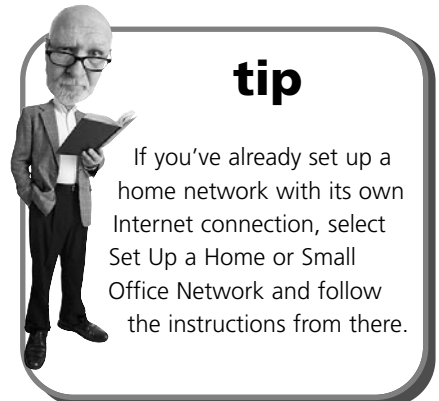 tip
If you’ve already set up a
home network with its own
Internet connection, select
Set Up a Home or Small
Office Network and follow
the instructions from there.